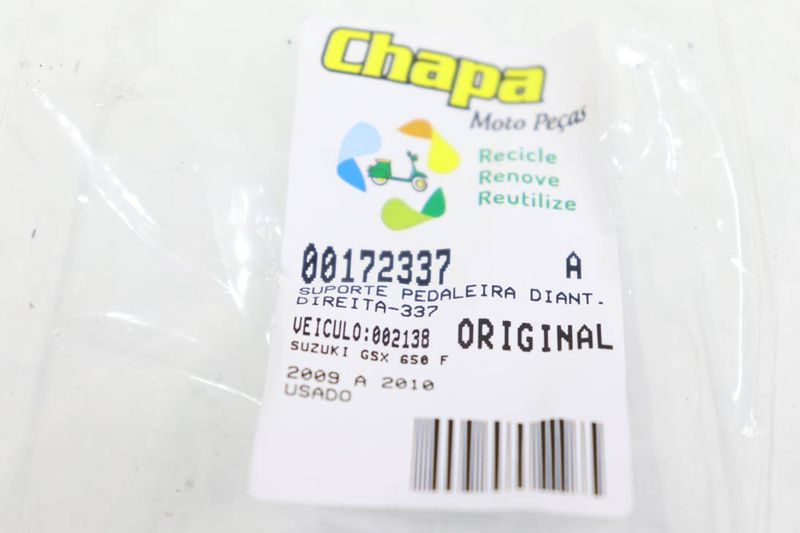 Chapa
Moto Peças
Recicle
Renove
Reutilize
00172337 A
SUPORTE PEDALEIRA DIANT.
DIREITA-337
VEICULO:002138 ORIGINAL
SUZUKI GSX 650 F
2009 A 2010
USADO